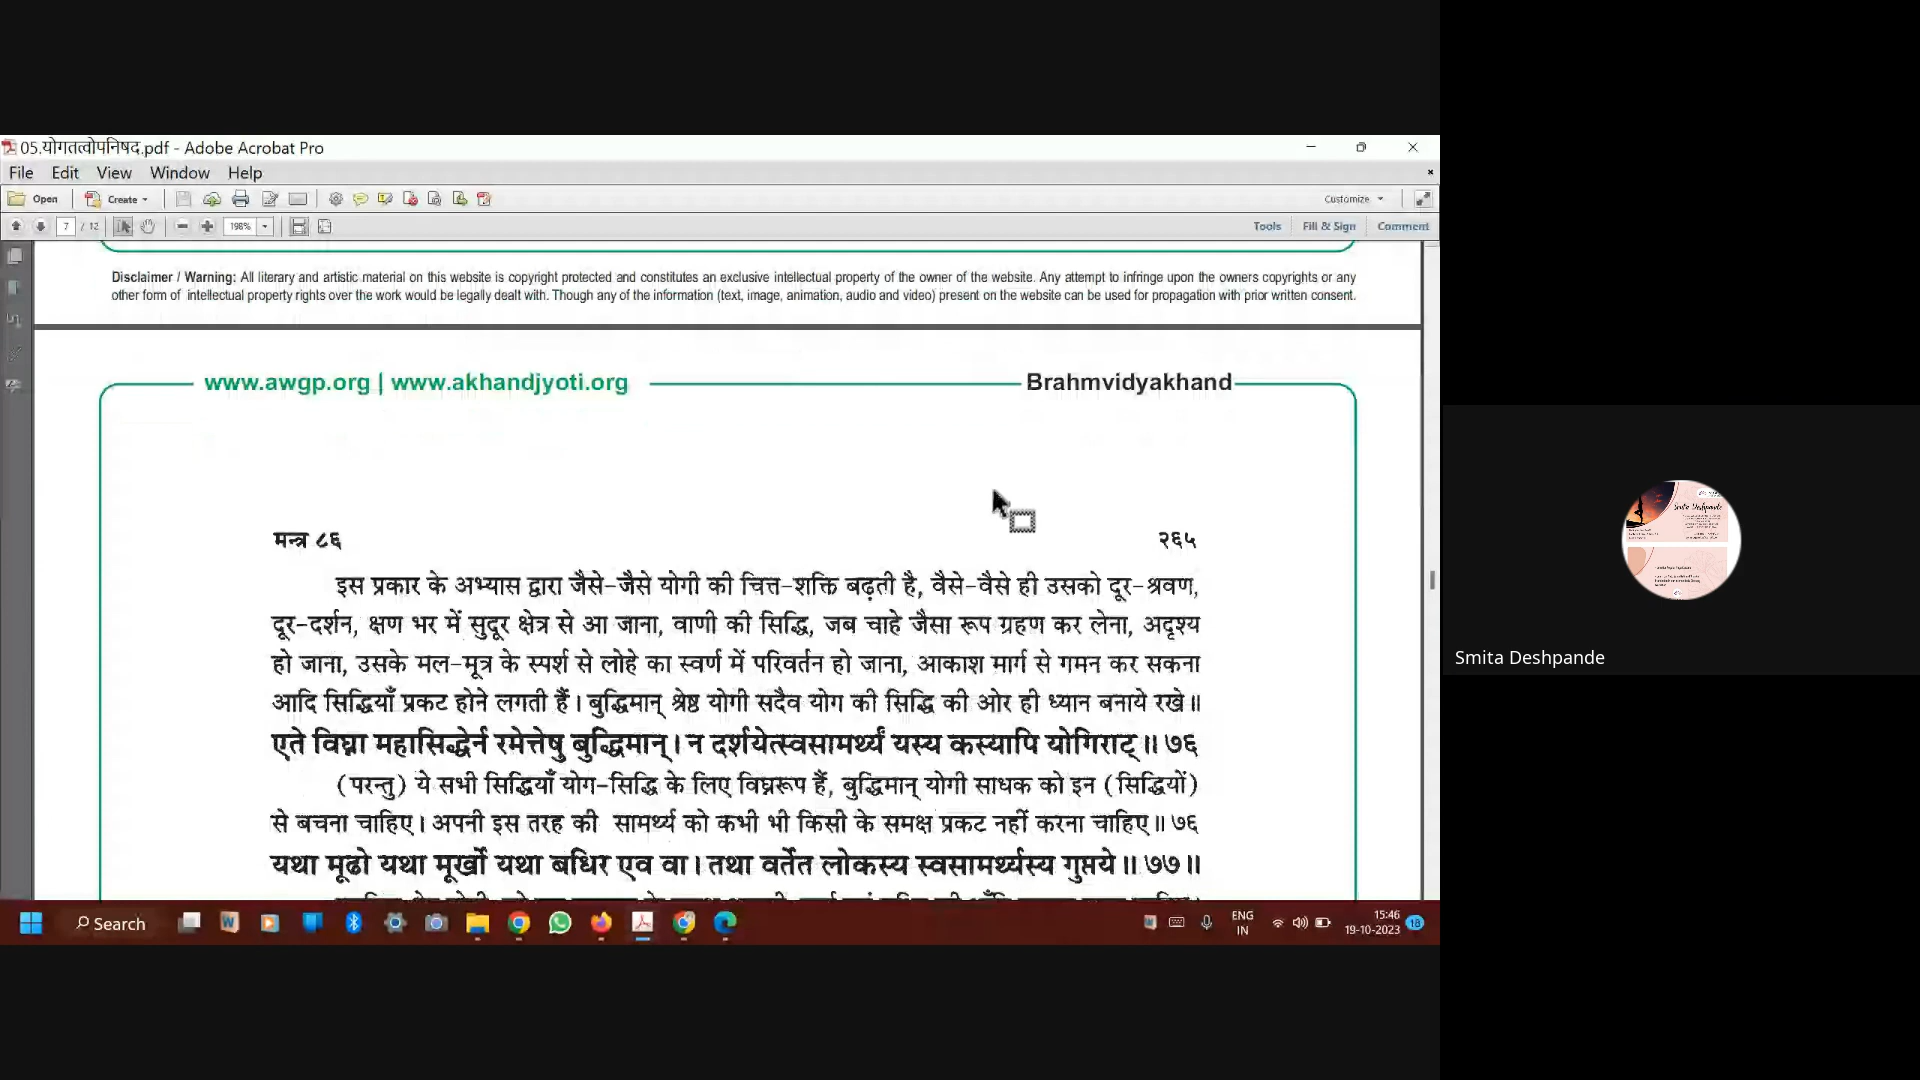 05.योगतत्वोपनिषद.pdf - Adobe Acrobat Pro
File Edit View Window Help
Open Create Customize
7 / 12 198% Tools Fill & Sign Comment
Disclaimer / Warning: All literary and artistic material on this website is copyright protected and constitutes an exclusive intellectual property of the owner of the website. Any attempt to infringe upon the owners copyrights or any
other form of intellectual property rights over the work would be legally dealt with. Though any of the information (text, image, animation, audio and video) present on the website can be used for propagation with prior written consent.
www.awgp.org | www.akhandjyoti.org Brahmvidyakhand
मन्त्र ८६ २६५
इस प्रकार के अभ्यास द्वारा जैसे-जैसे योगी की चित्त-शक्ति बढ़ती है, वैसे-वैसे ही उसको दूर-श्रवण,
दूर-दर्शन, क्षण भर में सुदूर क्षेत्र से आ जाना, वाणी की सिद्धि, जब चाहे जैसा रूप ग्रहण कर लेना, अदृश्य
हो जाना, उसके मल-मूत्र के स्पर्श से लोहे का स्वर्ण में परिवर्तन हो जाना, आकाश मार्ग से गमन कर सकना
आदि सिद्धियाँ प्रकट होने लगती हैं। बुद्धिमान् श्रेष्ठ योगी सदैव योग की सिद्धि की ओर ही ध्यान बनाये रखे॥
एते विघ्ना महासिद्धेर्न रमेत्तेषु बुद्धिमान्। न दर्शयेत्स्वसामर्थ्यं यस्य कस्यापि योगिराट्॥ ७६
(परन्तु) ये सभी सिद्धियाँ योग-सिद्धि के लिए विघ्नरूप हैं, बुद्धिमान् योगी साधक को इन (सिद्धियों)
से बचना चाहिए। अपनी इस तरह की सामर्थ्य को कभी भी किसी के समक्ष प्रकट नहीं करना चाहिए॥ ७६
यथा मूढो यथा मूर्खो यथा बधिर एव वा। तथा वर्तेत लोकस्य स्वसामर्थ्यस्य गुप्तये॥ ७७॥
Search
ENG
IN
15:46
19-10-2023
18
Smita Deshpande